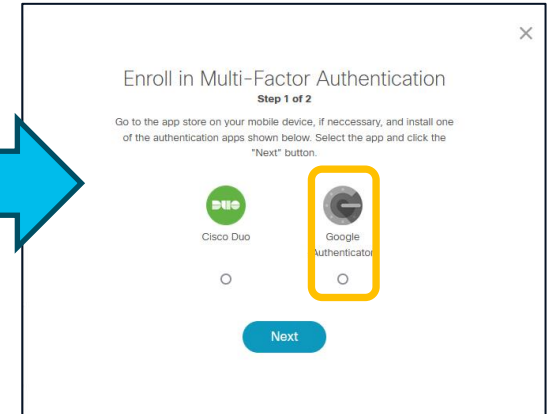 Enroll in Multi-Factor Authentication
Step 1 of 2
Go to the app store on your mobile device, if neccessary, and install one
of the authentication apps shown below. Select the app and click the
"Next" button.
DUO
Cisco Duo
Google
Authenticator
Next